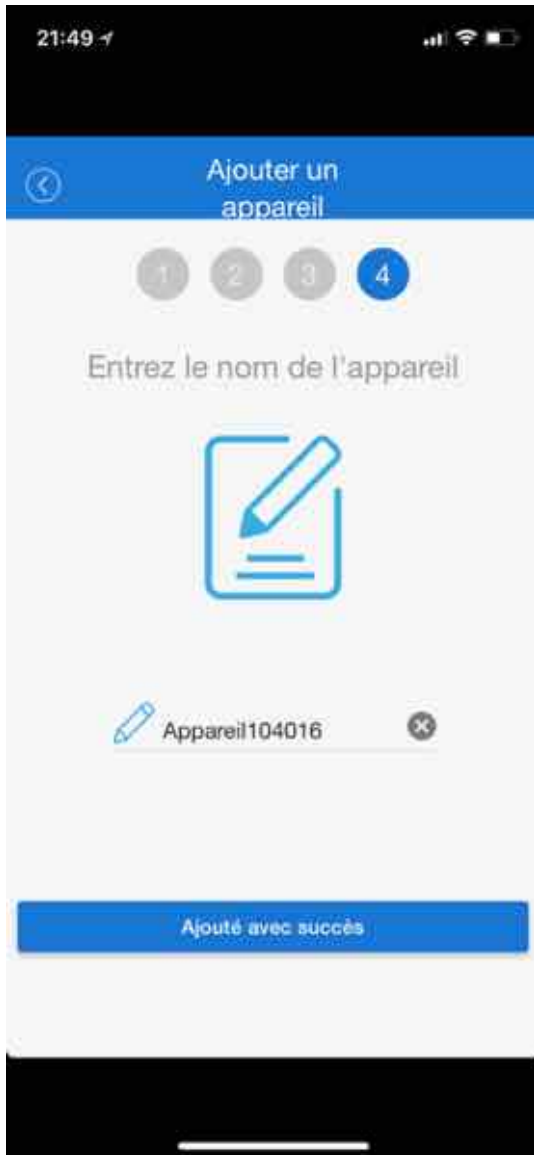 21:49
Ajouter un
appareil
1 2 3 4
Entrez le nom de l'appareil
Appareil104016
Ajouté avec succès